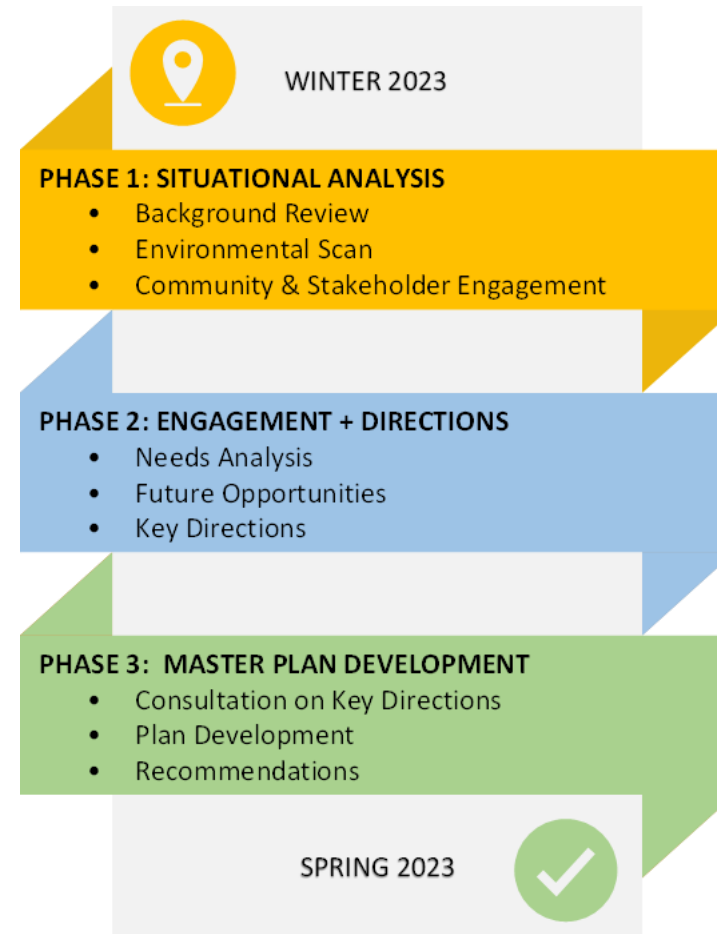 WINTER 2023
PHASE 1: SITUATIONAL ANALYSIS
• Background Review
• Environmental Scan
• Community & Stakeholder Engagement
PHASE 2: ENGAGEMENT + DIRECTIONS
• Needs Analysis
• Future Opportunities
• Key Directions
PHASE 3: MASTER PLAN DEVELOPMENT
• Consultation on Key Directions
• Plan Development
• Recommendations
SPRING 2023